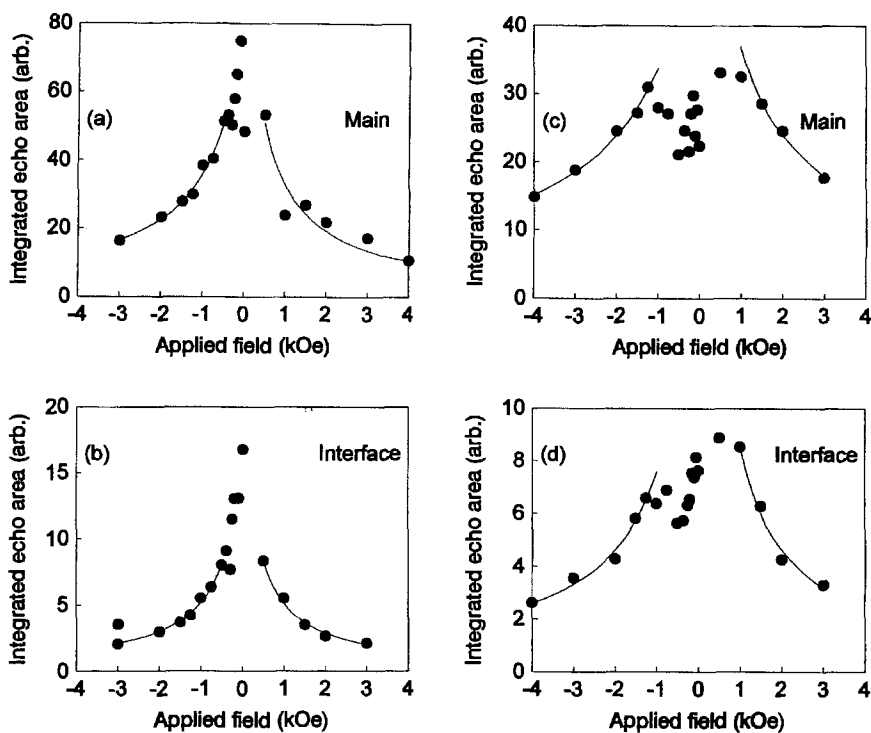 Integrated echo area (arb.)
80
60
40
20
0
(a)
Main
-4 -3 -2 -1 0 1 2 3 4
Applied field (kOe)
Integrated echo area (arb.)
40
30
20
10
0
(c)
Main
-4 -3 -2 -1 0 1 2 3 4
Applied field (kOe)
Integrated echo area (arb.)
20
15
10
5
0
(b)
Interface
-4 -3 -2 -1 0 1 2 3 4
Applied field (kOe)
Integrated echo area (arb.)
10
8
6
4
2
0
(d)
Interface
-4 -3 -2 -1 0 1 2 3 4
Applied field (kOe)